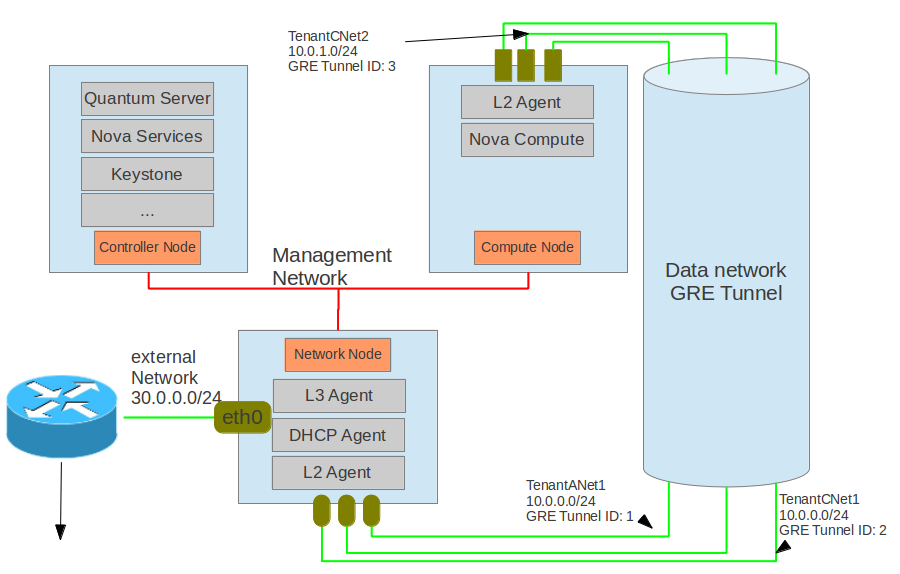 TenantCNet2
10.0.1.0/24
GRE Tunnel ID: 3
Quantum Server
Nova Services
Keystone
...
Controller Node
L2 Agent
Nova Compute
Compute Node
Management
Network
Data network
GRE Tunnel
Network Node
L3 Agent
DHCP Agent
L2 Agent
external
Network
30.0.0.0/24
eth0
TenantANet1
10.0.0.0/24
GRE Tunnel ID: 1
TenantCNet1
10.0.0.0/24
GRE Tunnel ID: 2